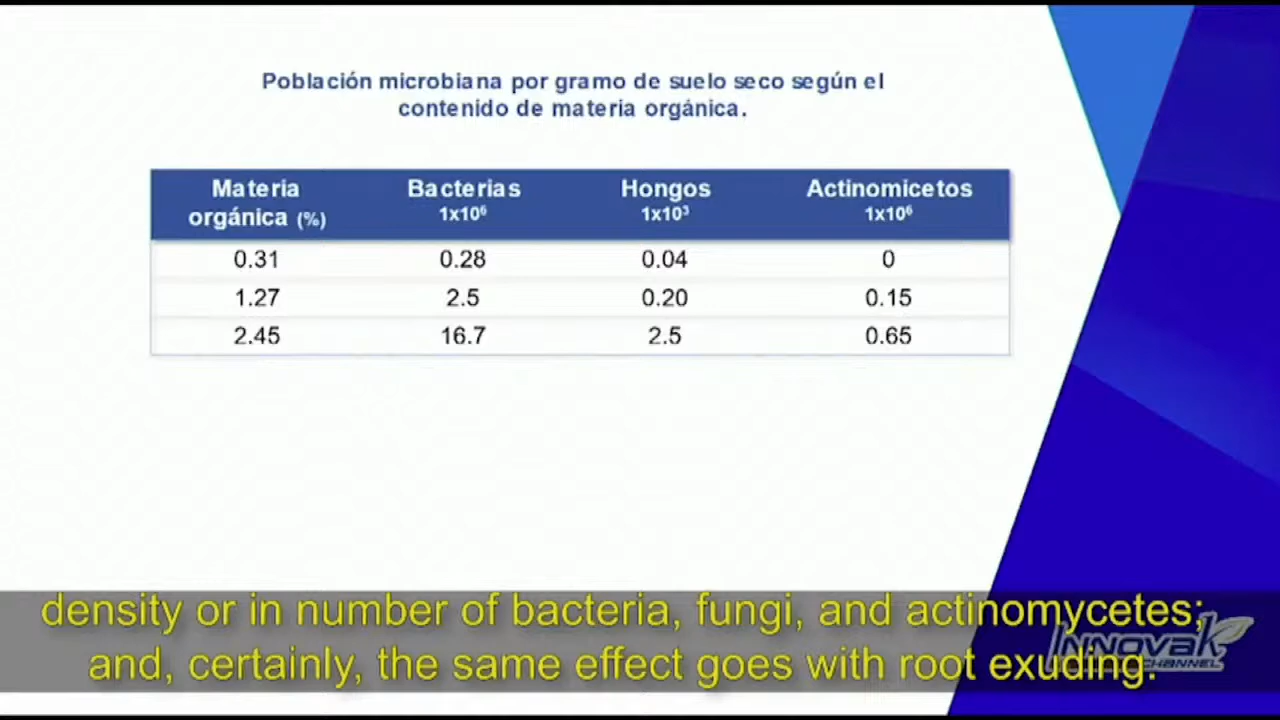 Población microbiana por gramo de suelo seco según el
contenido de materia orgánica.
Materia orgánica (%) Bacterias 1x10⁶ Hongos 1x10³ Actinomicetos 1x10⁶
0.31 0.28 0.04 0
1.27 2.5 0.20 0.15
2.45 16.7 2.5 0.65
density or in number of bacteria, fungi, and actinomycetes;
and, certainly, the same effect goes with root exuding.
Innovak
CHANNEL